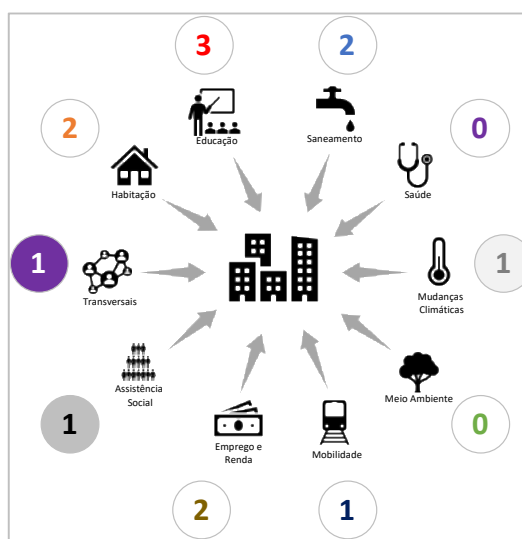 3
2
Educação
Saneamento
2
0
Habitação
Saúde
1
1
Transversais
Mudanças
Climáticas
Assistência
Social
Meio Ambiente
1
0
Emprego e
Renda
Mobilidade
2
1